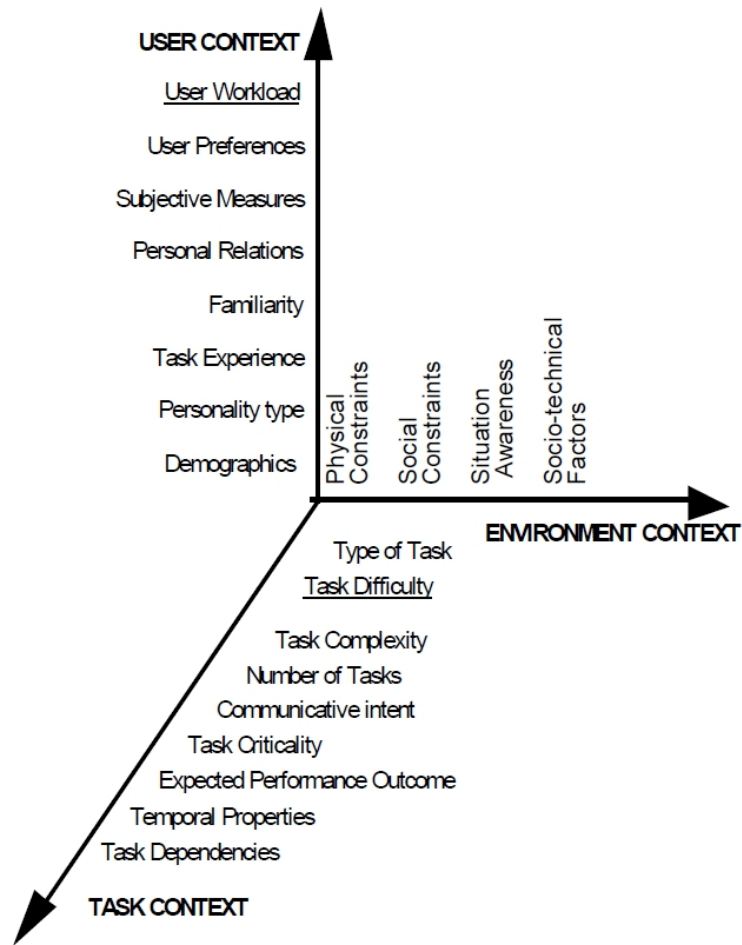 USER CONTEXT
User Workload
User Preferences
Subjective Measures
Personal Relations
Familiarity
Task Experience
Personality type
Demographics
Physical
Constraints
Social
Constraints
Situation
Awareness
Socio-technical
Factors
ENVIRONMENT CONTEXT
Type of Task
Task Difficulty
Task Complexity
Number of Tasks
Communicative intent
Task Criticality
Expected Performance Outcome
Temporal Properties
Task Dependencies
TASK CONTEXT